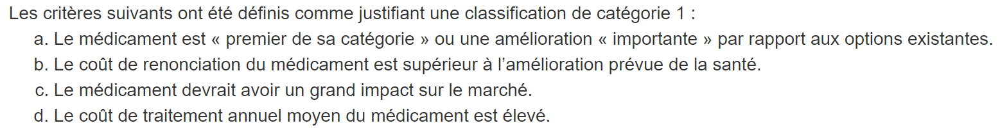 Les critères suivants ont été définis comme justifiant une classification de catégorie 1 :
a. Le médicament est « premier de sa catégorie » ou une amélioration « importante » par rapport aux options existantes.
b. Le coût de renonciation du médicament est supérieur à l’amélioration prévue de la santé.
c. Le médicament devrait avoir un grand impact sur le marché.
d. Le coût de traitement annuel moyen du médicament est élevé.